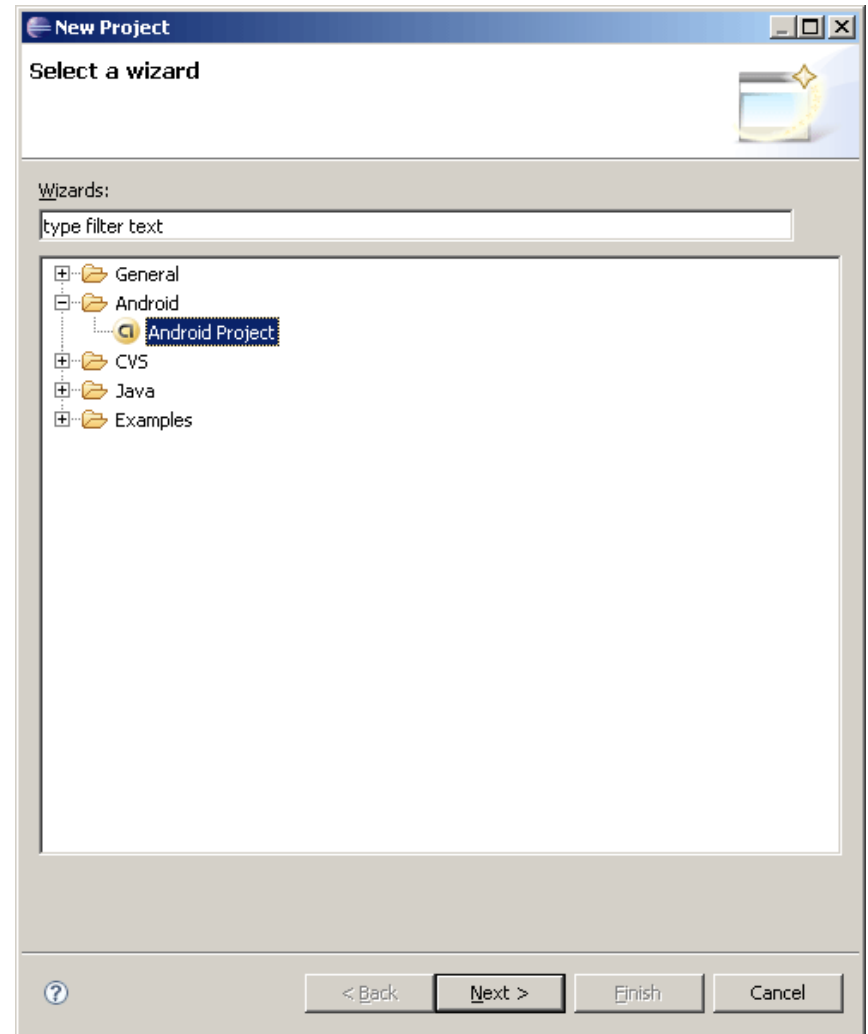 New Project
Select a wizard
Wizards:
type filter text
General
Android
Android Project
CVS
Java
Examples
? < Back Next > Finish Cancel